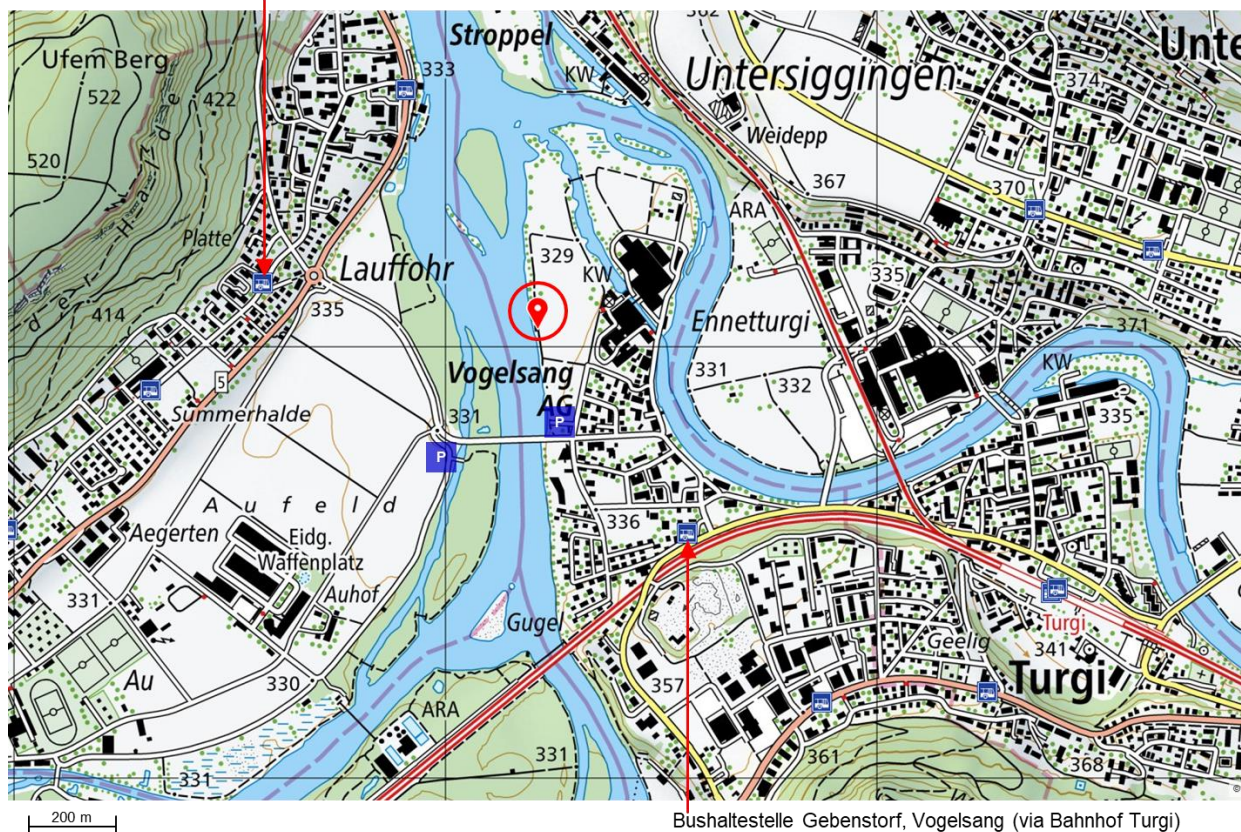 Stroppel
Unte
Ufem Berg
333
KW
362
Untersiggingen
374
522
422
Weidepp
520
der Hard
367
370
ARA
Platte
Lauffohr
329
KW
335
414
335
Ennetturgi
371
KW
331
332
5
Vogelsang
AG
Summerhalde
331
P
P
335
Aufeld
336
Aegerten
Eidg.
Waffenplatz
Auhof
331
Gugel
Turgi
Geelig
341
Turgi
Au
330
357
ARA
331
331
361
368
©
200 m
Bushaltestelle Gebenstorf, Vogelsang (via Bahnhof Turgi)